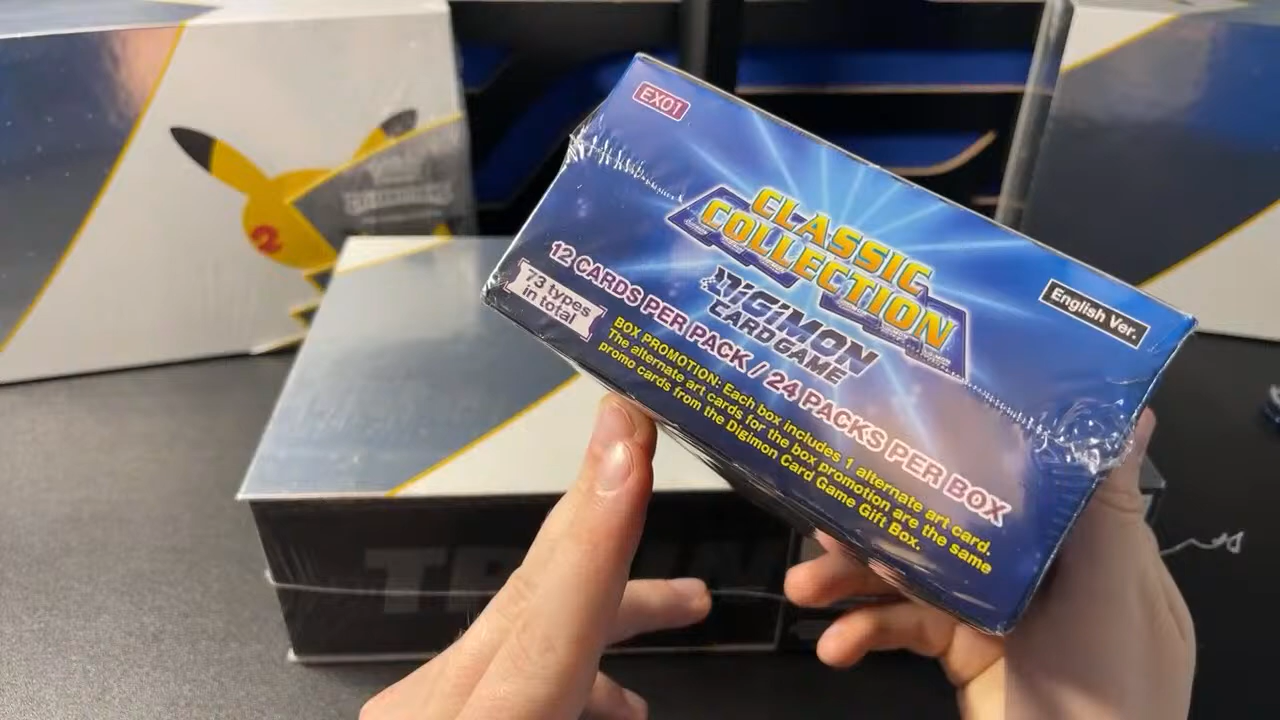 EX01
CLASSIC
COLLECTION
DIGIMON
CARD GAME
English Ver.
12 CARDS PER PACK / 24 PACKS PER BOX
73 types
in total
BOX PROMOTION: Each box includes 1 alternate art card.
The alternate art cards for the box promotion are the same
promo cards from the Digimon Card Game Gift Box.